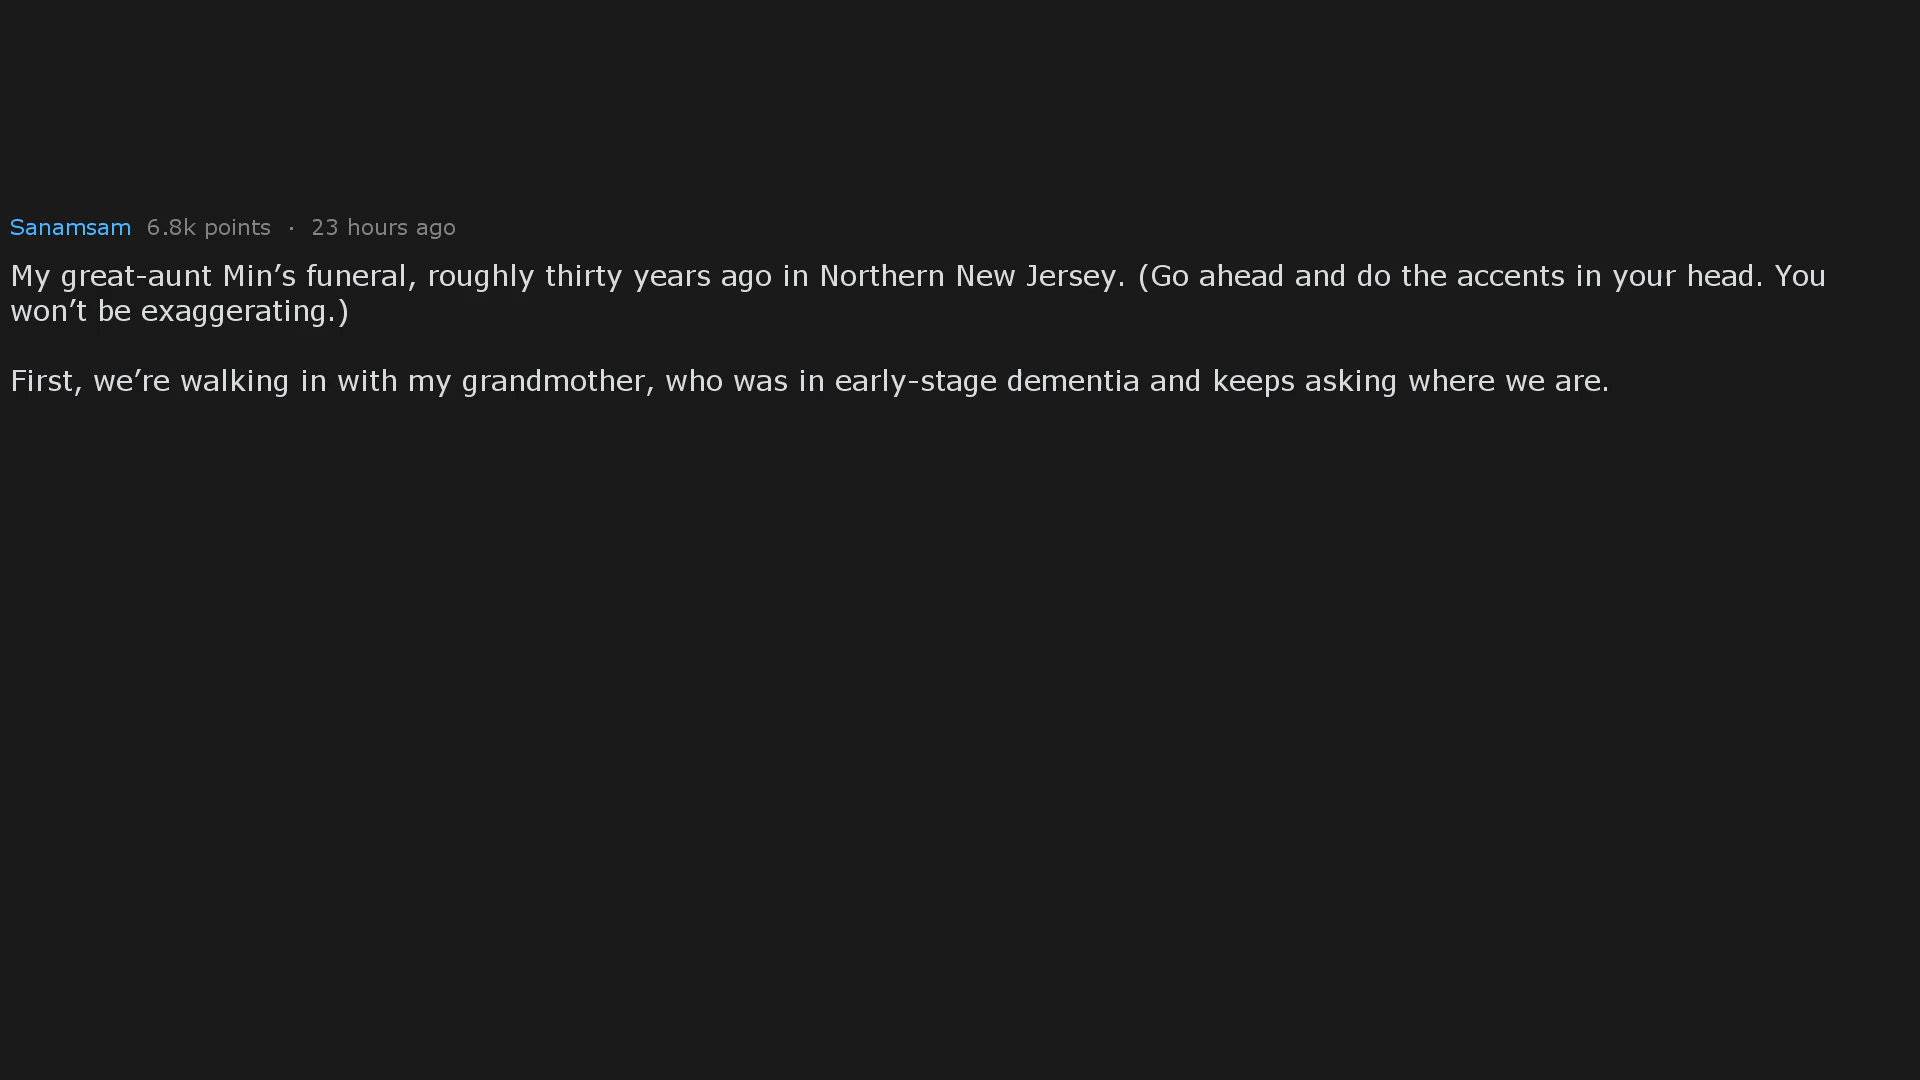 Sanamsam 6.8k points · 23 hours ago
My great-aunt Min’s funeral, roughly thirty years ago in Northern New Jersey. (Go ahead and do the accents in your head. You
won’t be exaggerating.)
First, we’re walking in with my grandmother, who was in early-stage dementia and keeps asking where we are.